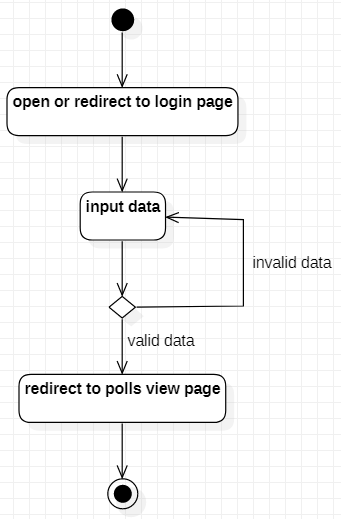 open or redirect to login page
input data
invalid data
valid data
redirect to polls view page